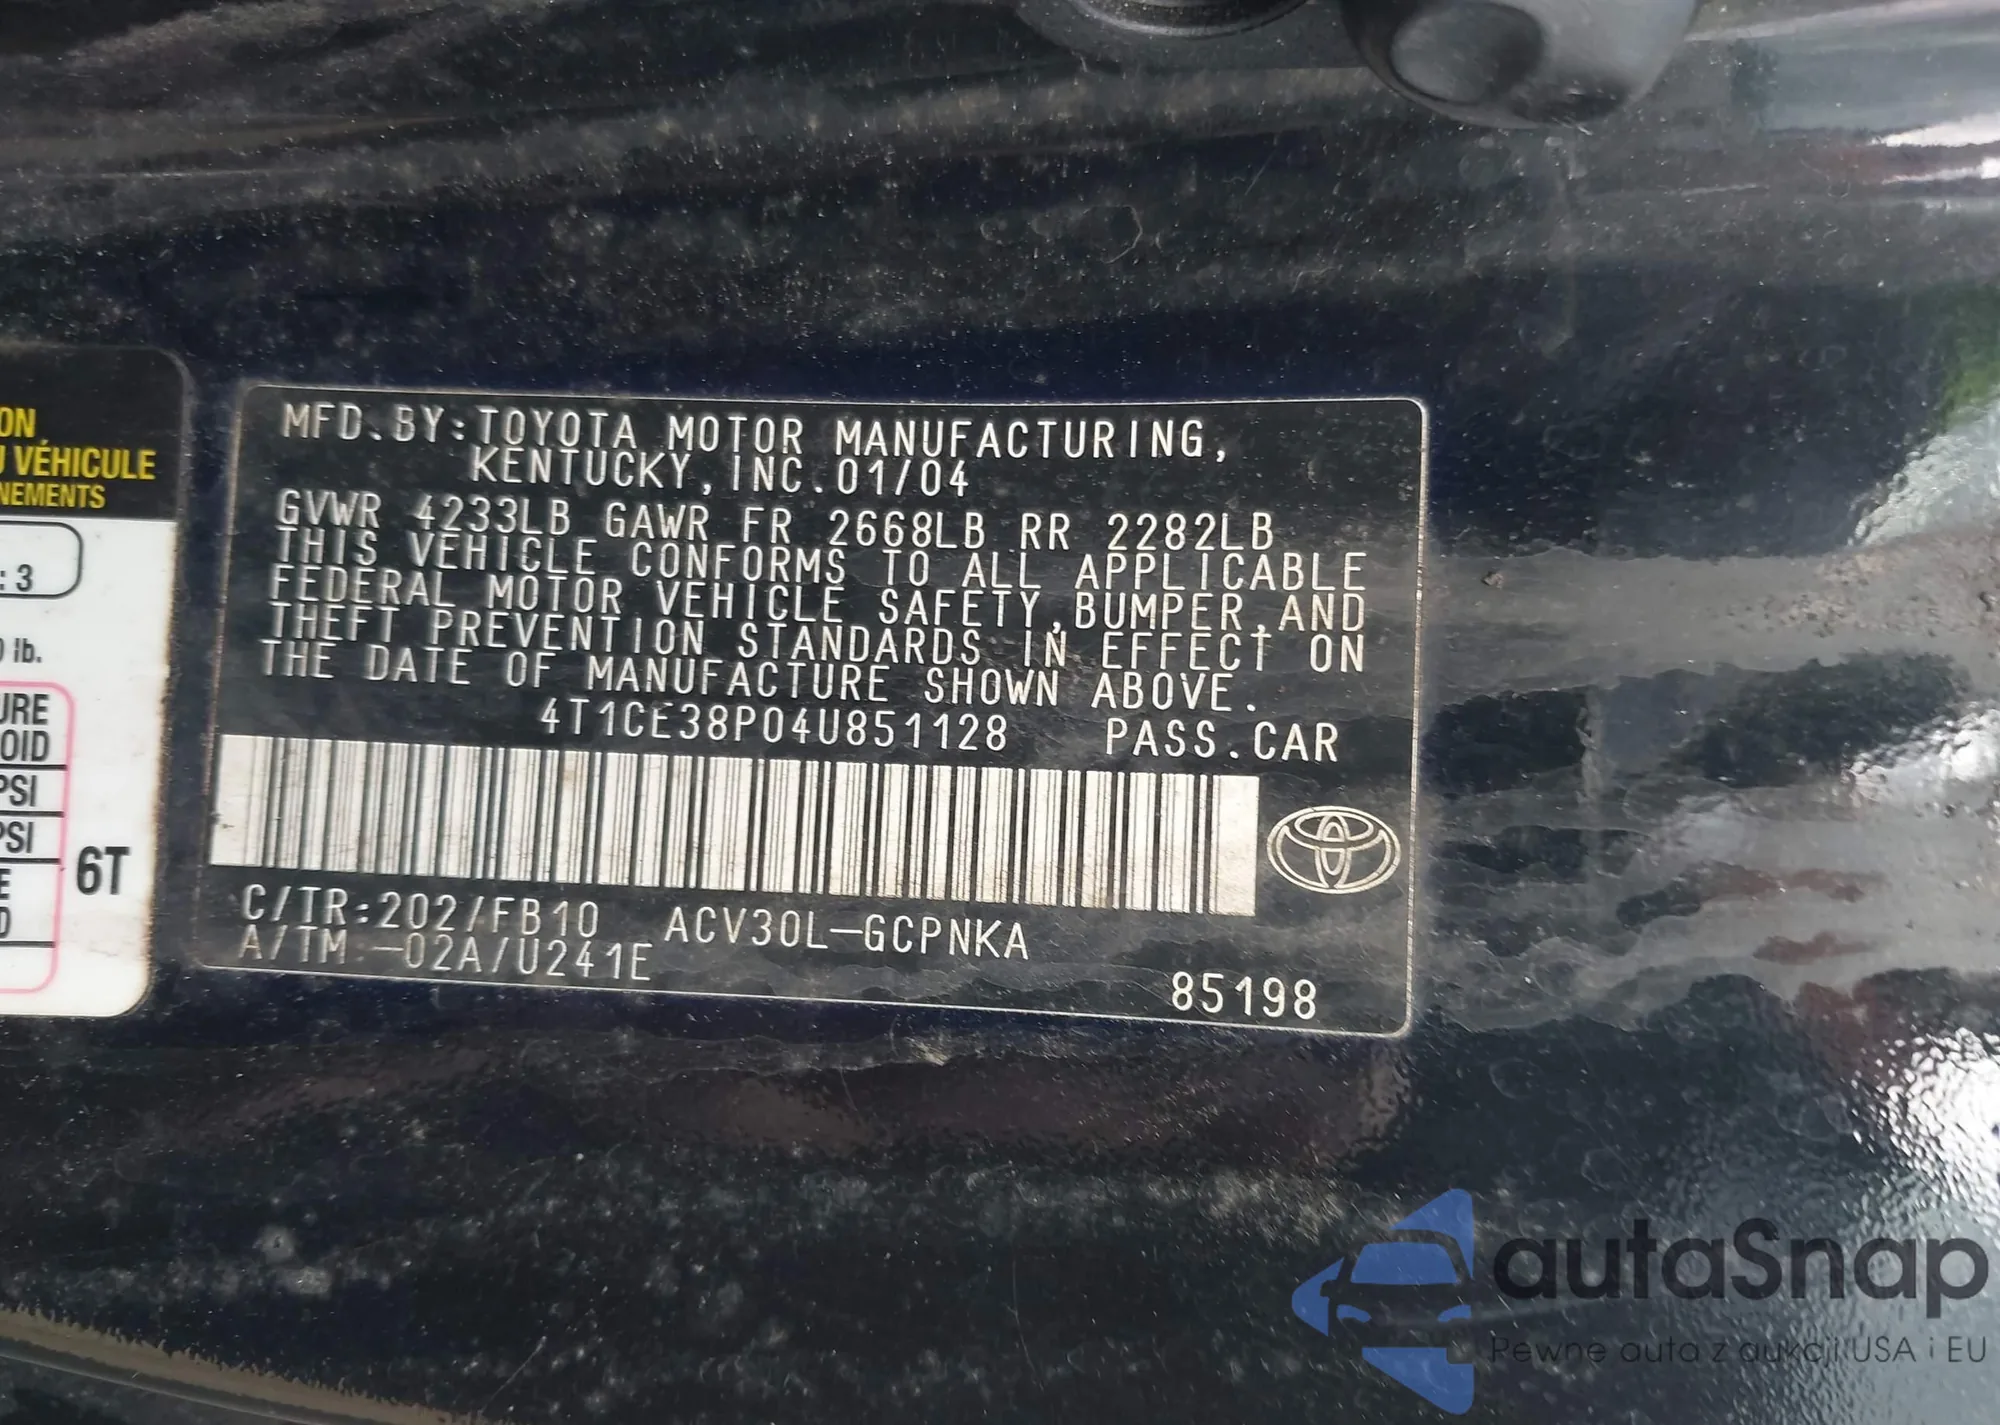 ON
U VÉHICULE
NEMENTS
: 3
0 lb.
URE
OID
PSI
PSI
E
D
6T
MFD.BY:TOYOTA MOTOR MANUFACTURING,
KENTUCKY,INC.01/04
GVWR 4233LB GAWR FR 2668LB RR 2282LB
THIS VEHICLE CONFORMS TO ALL APPLICABLE
FEDERAL MOTOR VEHICLE SAFETY,BUMPER,AND
THEFT PREVENTION STANDARDS IN EFFECT ON
THE DATE OF MANUFACTURE SHOWN ABOVE.
4T1CE38P04U851128 PASS.CAR
C/TR:202/FB10 ACV30L-GCPNKA
A/TM -02A/U241E
85198
autaSnap
Pewne auta z aukcji USA i EU